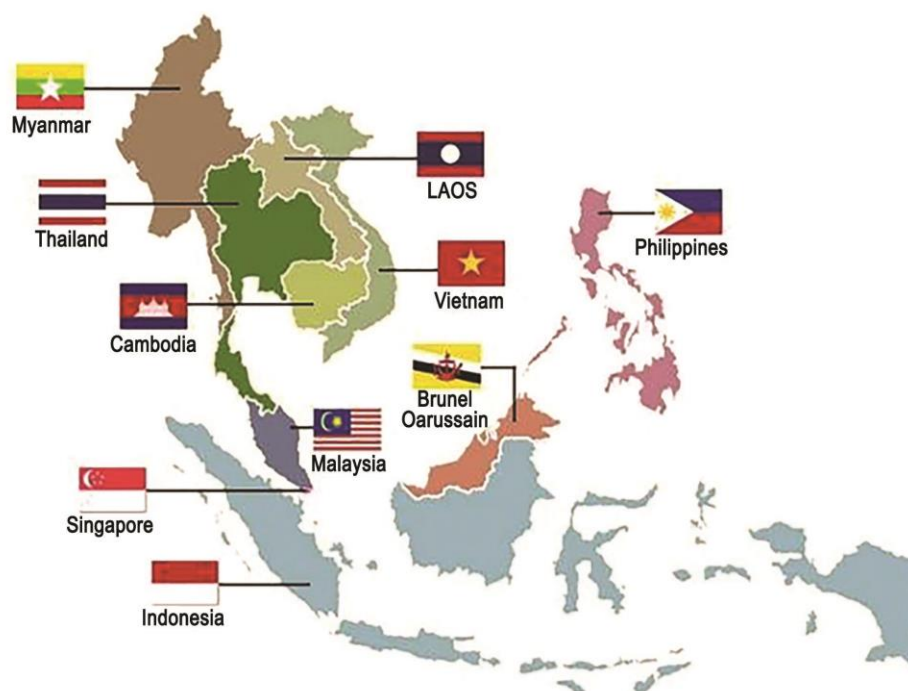 Myanmar
LAOS
Thailand
Philippines
Vietnam
Cambodia
Brunel
Oarussain
Malaysia
Singapore
Indonesia